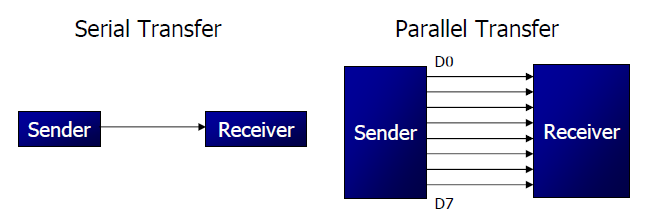 Serial Transfer
Sender
Receiver
Parallel Transfer
D0
Sender
Receiver
D7